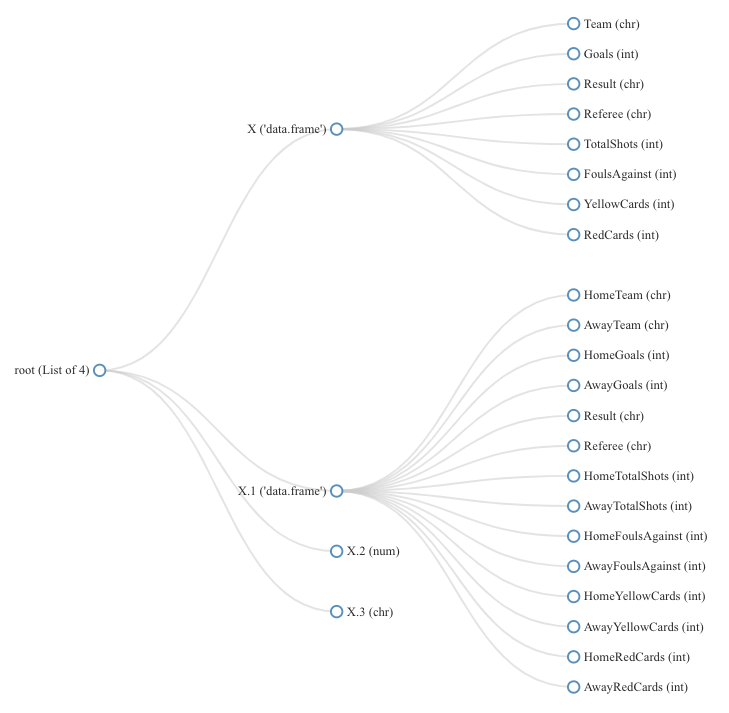 root (List of 4)
X ('data.frame')
Team (chr)
Goals (int)
Result (chr)
Referee (chr)
TotalShots (int)
FoulsAgainst (int)
YellowCards (int)
RedCards (int)
X.1 ('data.frame')
HomeTeam (chr)
AwayTeam (chr)
HomeGoals (int)
AwayGoals (int)
Result (chr)
Referee (chr)
HomeTotalShots (int)
AwayTotalShots (int)
HomeFoulsAgainst (int)
AwayFoulsAgainst (int)
HomeYellowCards (int)
AwayYellowCards (int)
HomeRedCards (int)
AwayRedCards (int)
X.2 (num)
X.3 (chr)